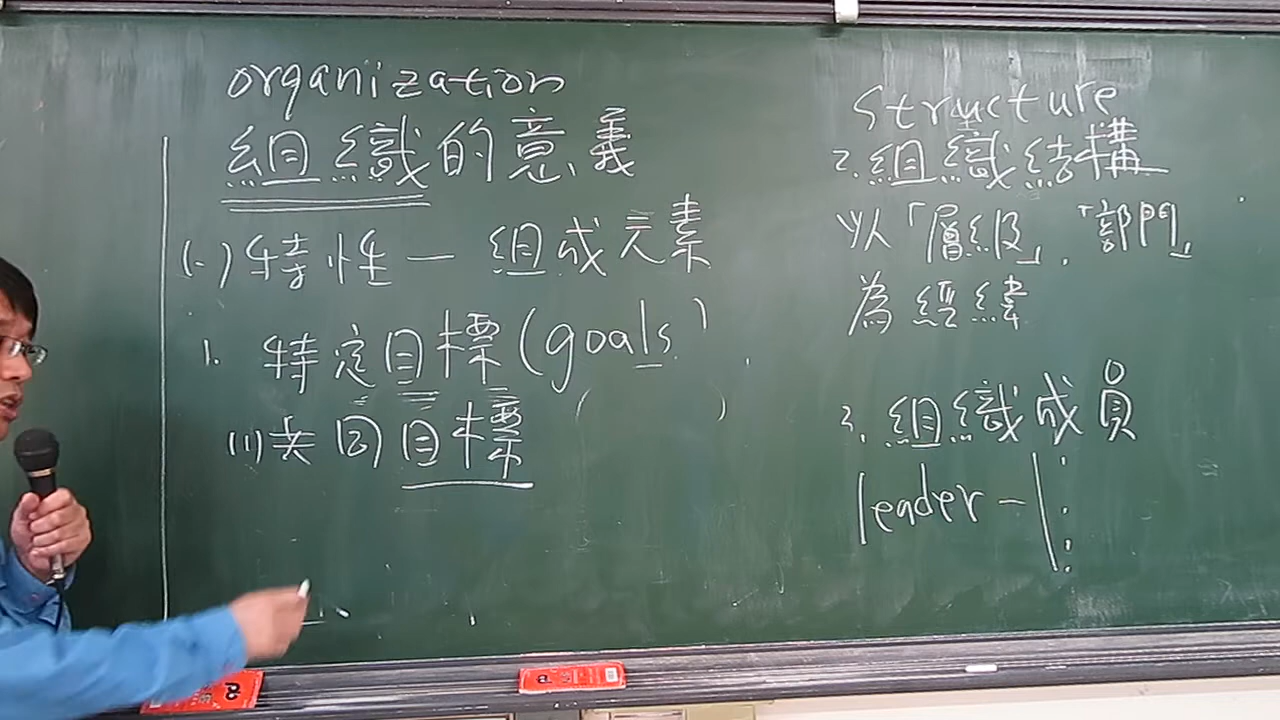 organization
組織的意義
(一)特性一組成元素
1. 特定目標(goals)
(1)共同目標
( )
structure
2.組織結構
以「層級」.「部門」
為經緯
3.組織成員
leader -